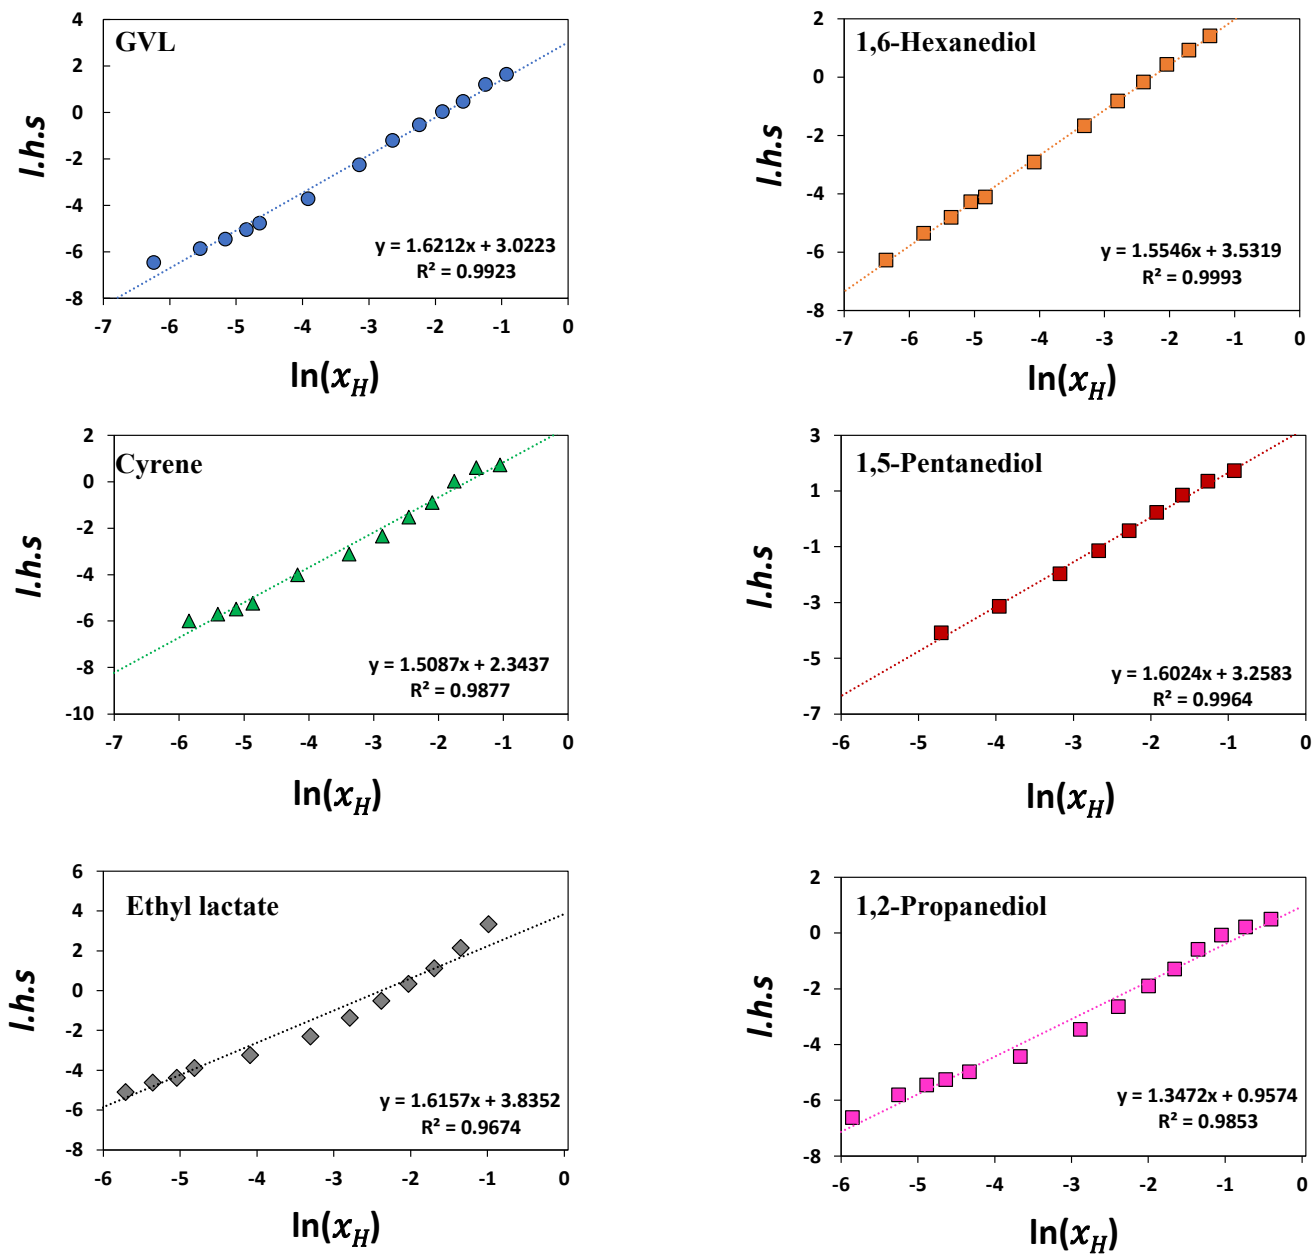 GVL
4
2
0
-2
-4
-6
-8
l.h.s
y = 1.6212x + 3.0223
R² = 0.9923
-7 -6 -5 -4 -3 -2 -1 0
ln(x_H)
1,6-Hexanediol
2
0
-2
-4
-6
-8
l.h.s
y = 1.5546x + 3.5319
R² = 0.9993
-7 -6 -5 -4 -3 -2 -1 0
ln(x_H)
Cyrene
2
0
-2
-4
-6
-8
-10
l.h.s
y = 1.5087x + 2.3437
R² = 0.9877
-7 -6 -5 -4 -3 -2 -1 0
ln(x_H)
1,5-Pentanediol
3
1
-1
-3
-5
-7
l.h.s
y = 1.6024x + 3.2583
R² = 0.9964
-6 -5 -4 -3 -2 -1 0
ln(x_H)
Ethyl lactate
6
4
2
0
-2
-4
-6
-8
l.h.s
y = 1.6157x + 3.8352
R² = 0.9674
-6 -5 -4 -3 -2 -1 0
ln(x_H)
1,2-Propanediol
2
0
-2
-4
-6
-8
l.h.s
y = 1.3472x + 0.9574
R² = 0.9853
-6 -5 -4 -3 -2 -1 0
ln(x_H)